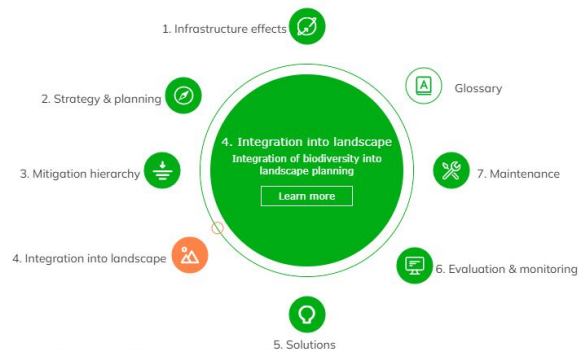 1. Infrastructure effects
A
Glossary
2. Strategy & planning
4. Integration into landscape
Integration of biodiversity into
landscape planning
Learn more
3. Mitigation hierarchy
7. Maintenance
4. Integration into landscape
6. Evaluation & monitoring
5. Solutions